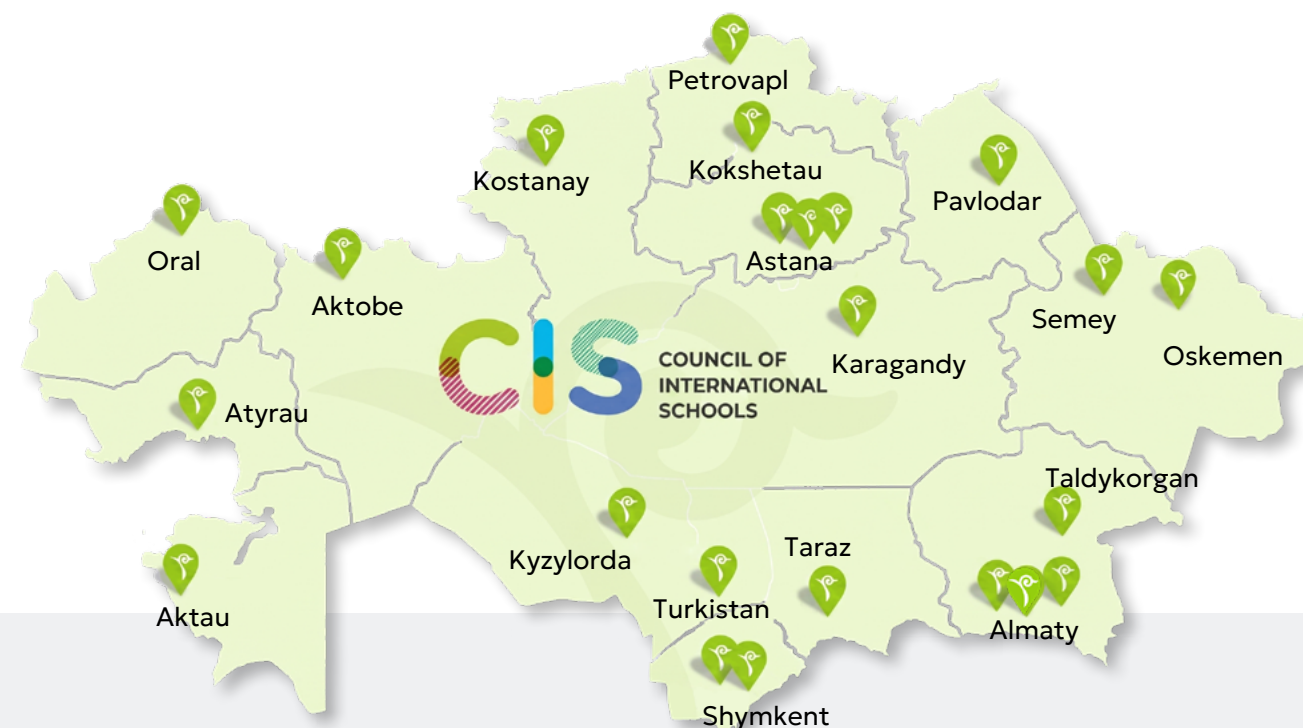 Petrovapl
Kokshetau
Kostanay
Pavlodar
Oral
Astana
Aktobe
Semey
Oskemen
Karagandy
CIS
COUNCIL OF
INTERNATIONAL
SCHOOLS
Atyrau
Taldykorgan
Kyzylorda
Taraz
Turkistan
Aktau
Almaty
Shymkent